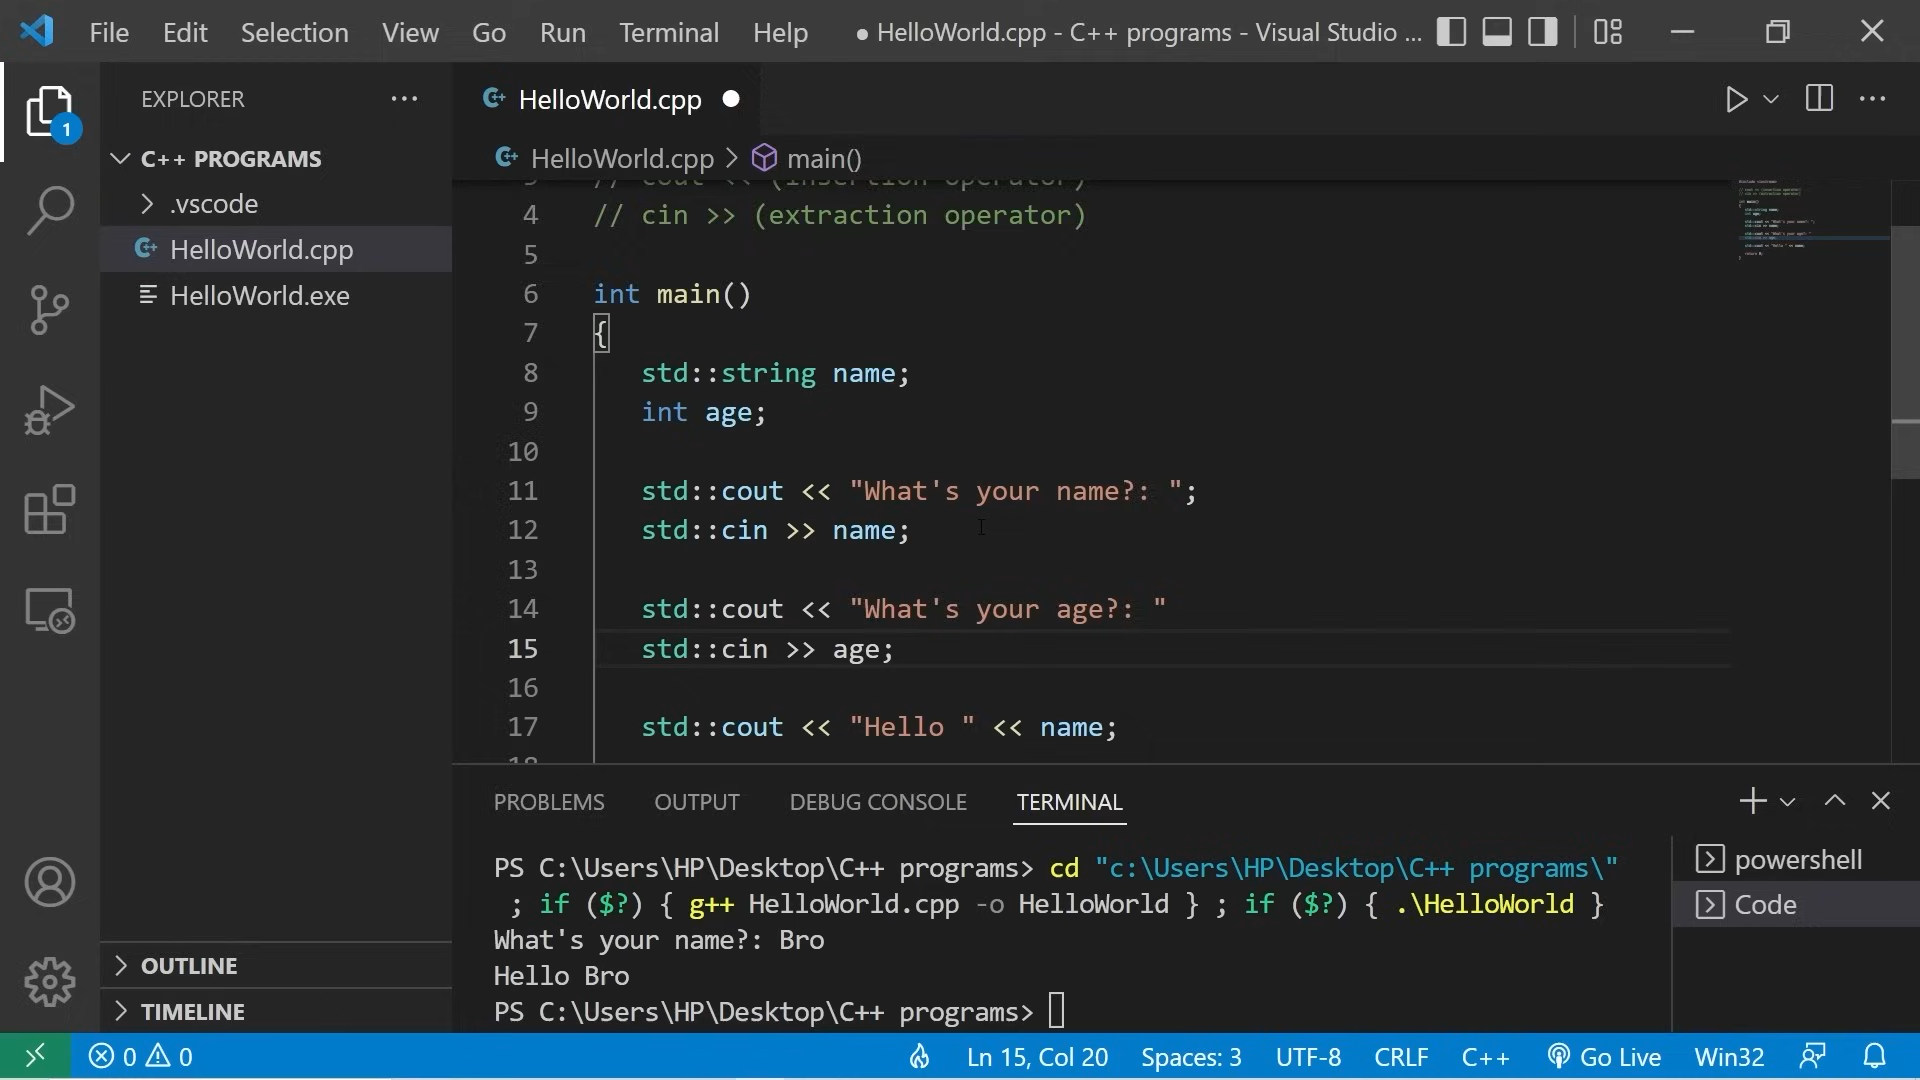 File Edit Selection View Go Run Terminal Help ● HelloWorld.cpp - C++ programs - Visual Studio ...
EXPLORER
HelloWorld.cpp
C++ PROGRAMS
HelloWorld.cpp > main()
.vscode
HelloWorld.cpp
HelloWorld.exe
1
3 // cout << (insertion operator)
4 // cin >> (extraction operator)
5
6 int main()
7 {
8 std::string name;
9 int age;
10
11 std::cout << "What's your name?: ";
12 std::cin >> name;
13
14 std::cout << "What's your age?: "
15 std::cin >> age;
16
17 std::cout << "Hello " << name;
18
PROBLEMS OUTPUT DEBUG CONSOLE TERMINAL
PS C:\Users\HP\Desktop\C++ programs> cd "c:\Users\HP\Desktop\C++ programs\"
; if ($?) { g++ HelloWorld.cpp -o HelloWorld } ; if ($?) { .\HelloWorld }
What's your name?: Bro
Hello Bro
PS C:\Users\HP\Desktop\C++ programs>
powershell
Code
OUTLINE
TIMELINE
0 0 Ln 15, Col 20 Spaces: 3 UTF-8 CRLF C++ Go Live Win32